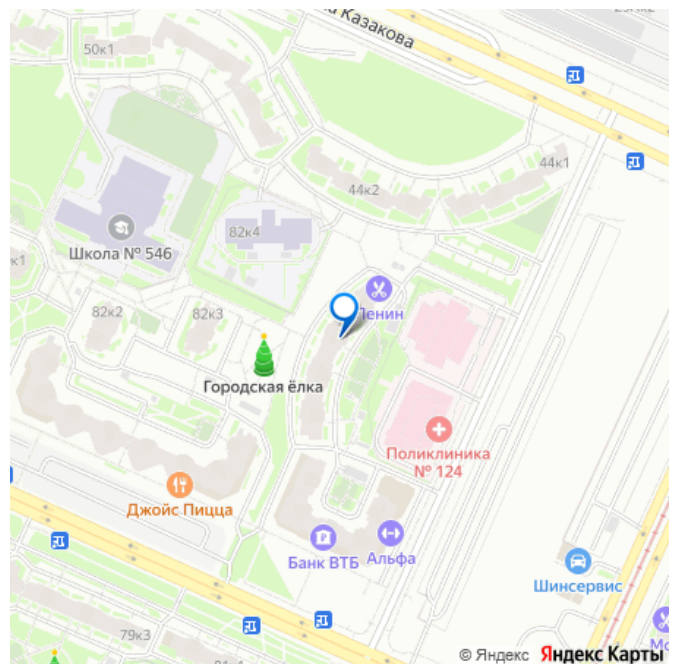 Казакова
50к1
44к1
44к2
82к4
Школа № 546
к1
82к2
82к3
Ленин
Городская ёлка
Поликлиника
№ 124
Джойс Пицца
Банк ВТБ
Альфа
Шинсервис
79к3
© Яндекс Яндекс Карты